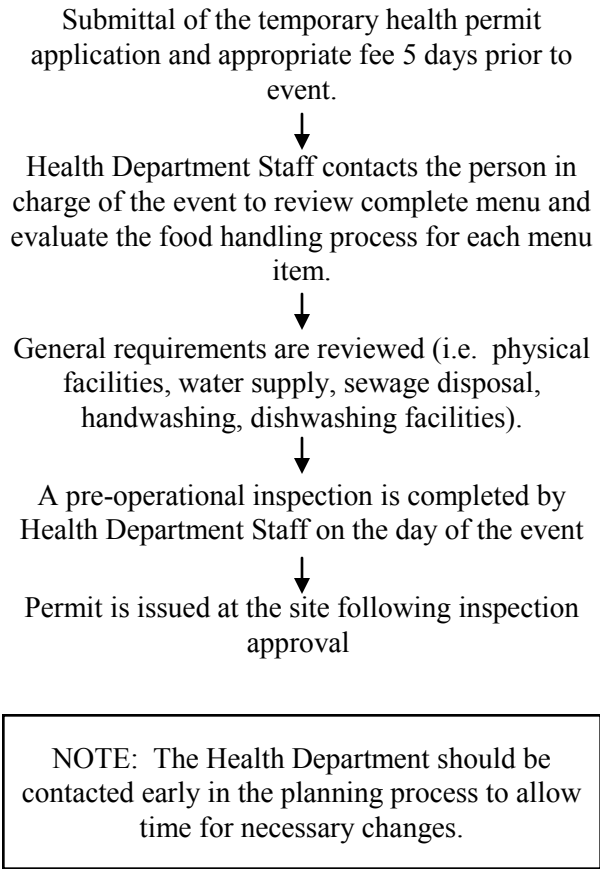 Submittal of the temporary health permit
application and appropriate fee 5 days prior to
event.
Health Department Staff contacts the person in
charge of the event to review complete menu and
evaluate the food handling process for each menu
item.
General requirements are reviewed (i.e.  physical
facilities, water supply, sewage disposal,
handwashing, dishwashing facilities).
A pre-operational inspection is completed by
Health Department Staff on the day of the event
Permit is issued at the site following inspection
approval
NOTE:  The Health Department should be
contacted early in the planning process to allow
time for necessary changes.